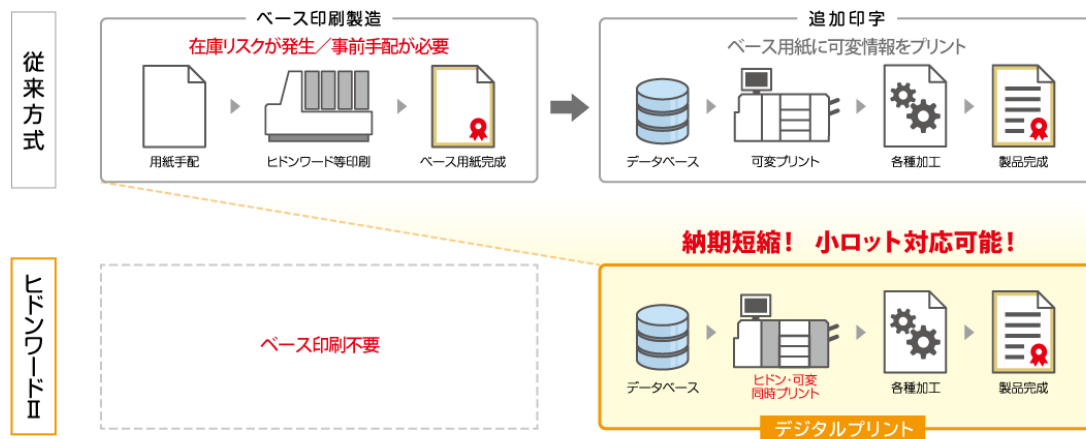 従来方式
ベース印刷製造
在庫リスクが発生／事前手配が必要
用紙手配
ヒドンワード等印刷
ベース用紙完成
追加印字
ベース用紙に可変情報をプリント
データベース
可変プリント
各種加工
製品完成
納期短縮! 小ロット対応可能!
ヒドンワードⅡ
ベース印刷不要
データベース
ヒドン・可変
同時プリント
各種加工
製品完成
デジタルプリント